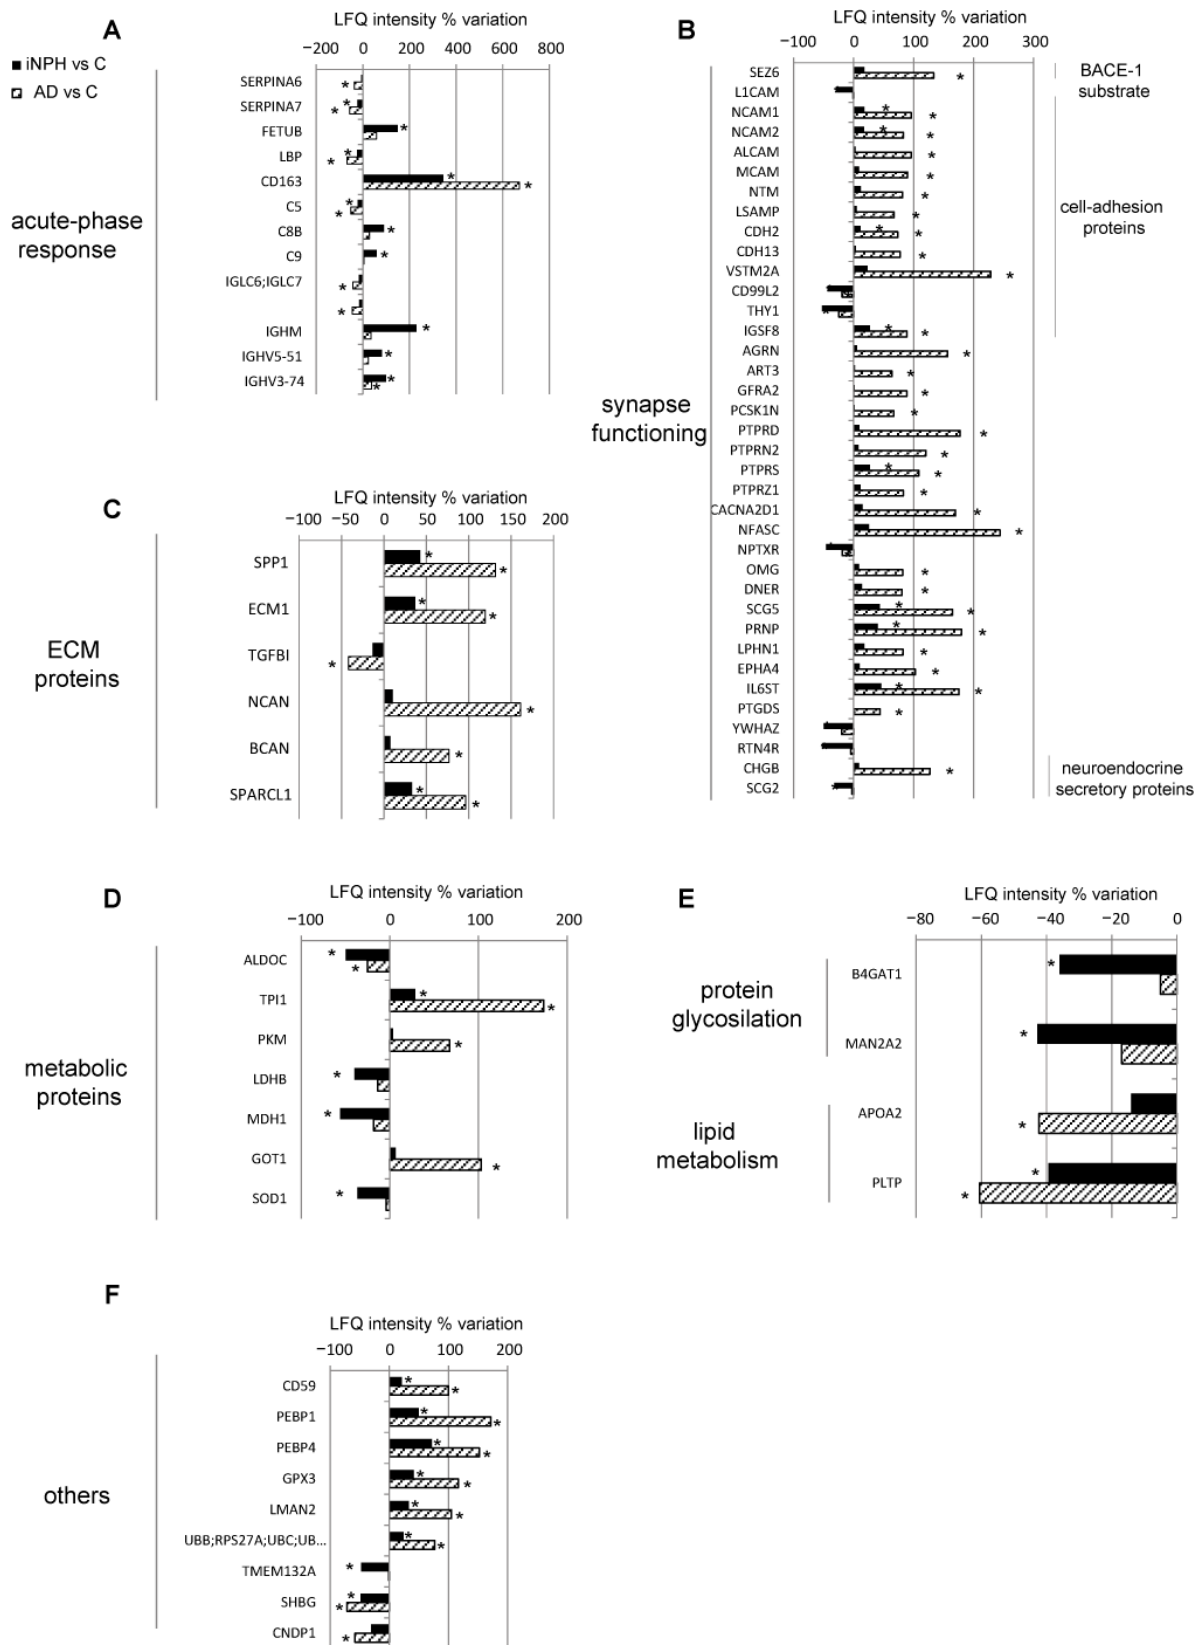 A
LFQ intensity % variation
−200 0 200 400 600 800
iNPH vs C
AD vs C
acute-phase
response
SERPINA6
SERPINA7
FETUB
LBP
CD163
C5
C8B
C9
IGLC6;IGLC7
IGHM
IGHV5-51
IGHV3-74
B
LFQ intensity % variation
−100 0 100 200 300
synapse
functioning
SEZ6
L1CAM
NCAM1
NCAM2
ALCAM
MCAM
NTM
LSAMP
CDH2
CDH13
VSTM2A
CD99L2
THY1
IGSF8
AGRN
ART3
GFRA2
PCSK1N
PTPRD
PTPRN2
PTPRS
PTPRZ1
CACNA2D1
NFASC
NPTXR
OMG
DNER
SCG5
PRNP
LPHN1
EPHA4
IL6ST
PTGDS
YWHAZ
RTN4R
CHGB
SCG2
BACE-1
substrate
cell-adhesion
proteins
neuroendocrine
secretory proteins
C
LFQ intensity % variation
−100 −50 0 50 100 150 200
ECM
proteins
SPP1
ECM1
TGFBI
NCAN
BCAN
SPARCL1
D
LFQ intensity % variation
−100 0 100 200
metabolic
proteins
ALDOC
TPI1
PKM
LDHB
MDH1
GOT1
SOD1
E
LFQ intensity % variation
−80 −60 −40 −20 0
protein
glycosilation
B4GAT1
MAN2A2
lipid
metabolism
APOA2
PLTP
F
LFQ intensity % variation
−100 0 100 200
others
CD59
PEBP1
PEBP4
GPX3
LMAN2
UBB;RPS27A;UBC;UB...
TMEM132A
SHBG
CNDP1